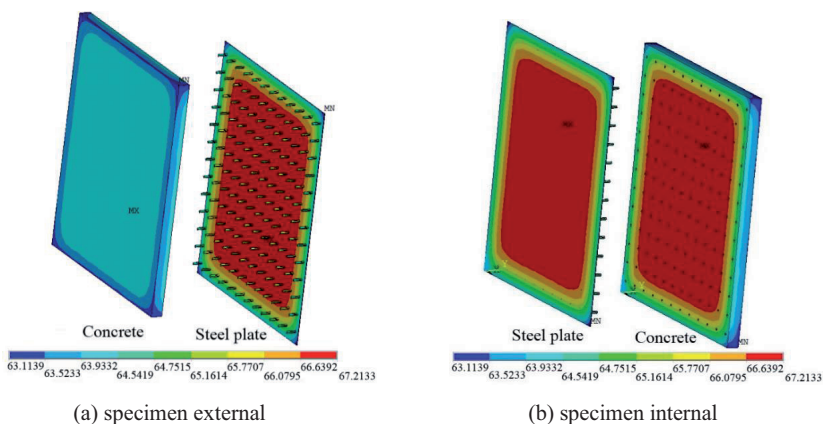 MN
MX
MN
Concrete
Steel plate
63.1139 63.9332 64.7515 65.7707 66.6392
63.5233 64.5419 65.1614 66.0795 67.2133
(a) specimen external
MX
MN
MN
Steel plate
Concrete
63.1139 63.9332 64.7515 65.7707 66.6392
63.5233 64.5419 65.1614 66.0795 67.2133
(b) specimen internal